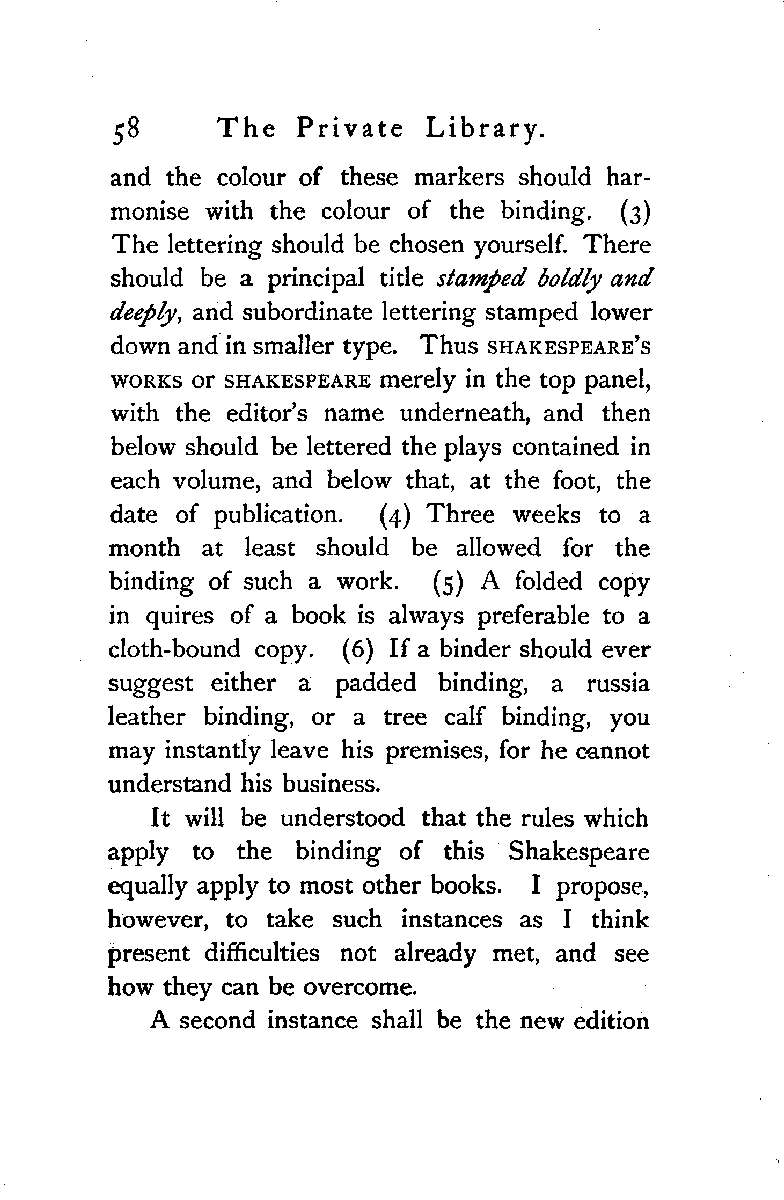 58 The Private Library.
and the colour of these markers should har-
monise with the colour of the binding. (3)
The lettering should be chosen yourself. There
should be a principal title stamped boldly and
deeply, and subordinate lettering stamped lower
down and in smaller type. Thus SHAKESPEARE'S
WORKS or SHAKESPEARE merely in the top panel,
with the editor's name underneath, and then
below should be lettered the plays contained in
each volume, and below that, at the foot, the
date of publication. (4) Three weeks to a
month at least should be allowed for the
binding of such a work. (5) A folded copy
in quires of a book is always preferable to a
cloth-bound copy. (6) If a binder should ever
suggest either a padded binding, a russia
leather binding, or a tree calf binding, you
may instantly leave his premises, for he cannot
understand his business.
It will be understood that the rules which
apply to the binding of this Shakespeare
equally apply to most other books. I propose,
however, to take such instances as I think
present difficulties not already met, and see
how they can be overcome.
A second instance shall be the new edition